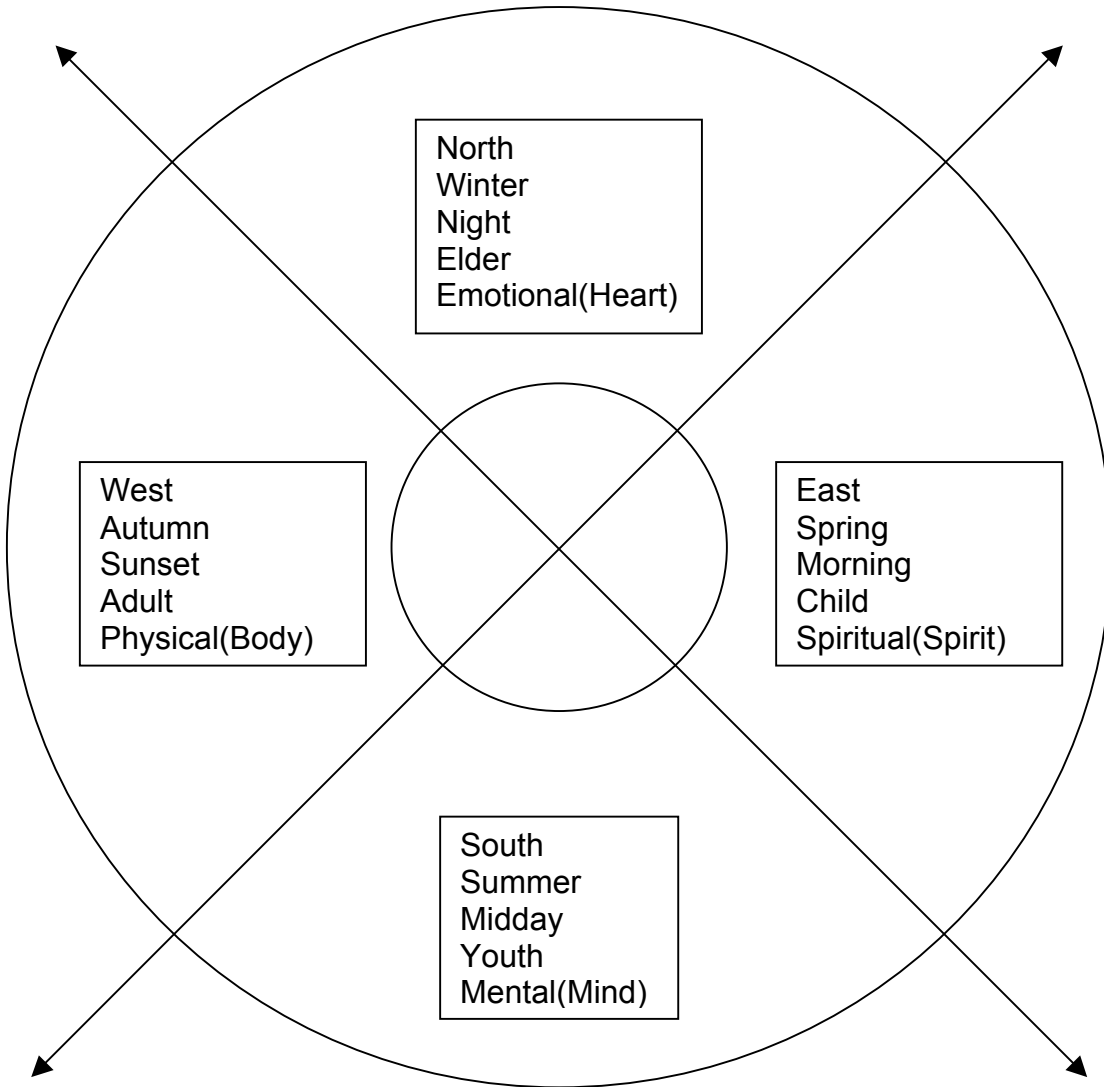 North
Winter
Night
Elder
Emotional(Heart)
West
Autumn
Sunset
Adult
Physical(Body)
East
Spring
Morning
Child
Spiritual(Spirit)
South
Summer
Midday
Youth
Mental(Mind)